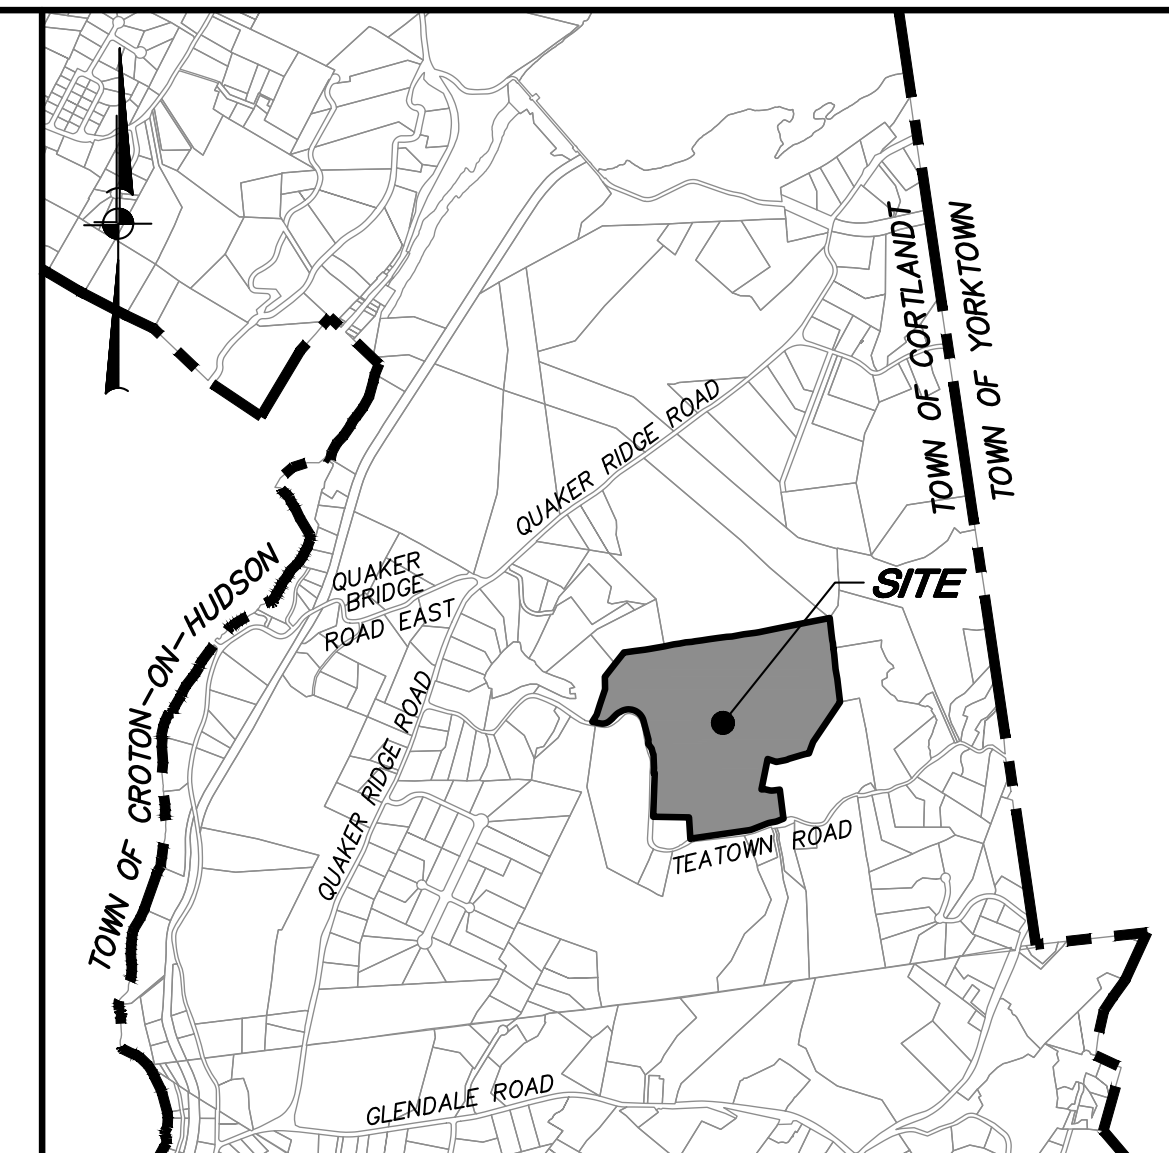 TOWN OF CORTLANDT
TOWN OF YORKTOWN
QUAKER RIDGE ROAD
QUAKER
BRIDGE
ROAD EAST
SITE
TOWN OF CROTON-ON-HUDSON
QUAKER RIDGE ROAD
TEATOWN ROAD
GLENDALE ROAD